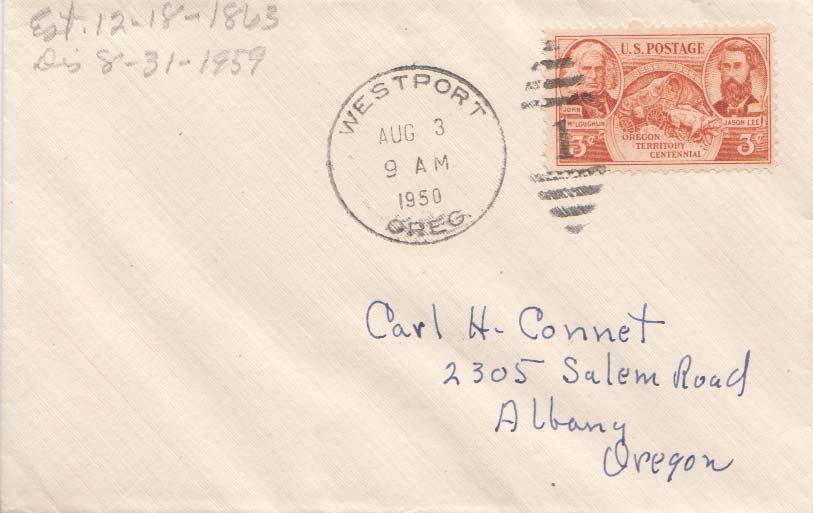 Est. 12-18-1863
Dis 8-31-1959
WESTPORT
AUG 3
9 AM
1950
OREG.
1
U.S. POSTAGE
JOHN
McLOUGHLIN
JASON LEE
3¢
OREGON
TERRITORY
CENTENNIAL
3¢
Carl H. Connet
2305 Salem Road
Albany
Oregon